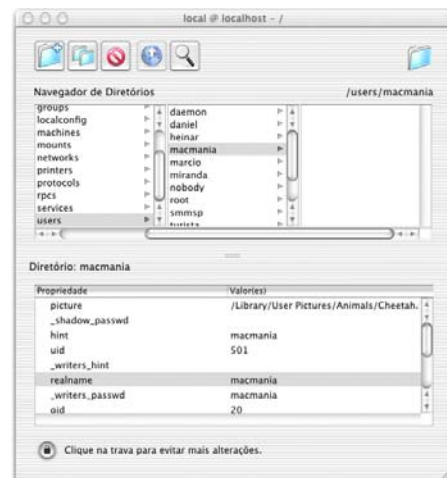 local @ localhost - /
Navegador de Diretórios /users/macmania
groups
localconfig
machines
mounts
networks
printers
protocols
rpcs
services
users
daemon
daniel
heinar
macmania
marcio
miranda
nobody
root
smmsp
turista
Diretório: macmania
Propriedade Valor(es)
picture /Library/User Pictures/Animals/Cheetah.
_shadow_passwd
hint macmania
uid 501
_writers_hint
realname macmania
_writers_passwd macmania
gid 20
Clique na trava para evitar mais alterações.